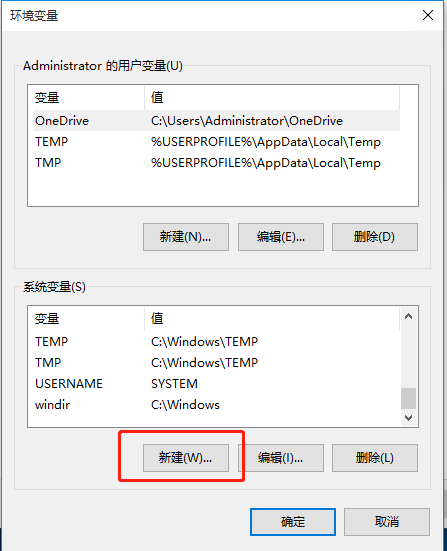 环境变量
Administrator 的用户变量(U)
变量 值
OneDrive C:\Users\Administrator\OneDrive
TEMP %USERPROFILE%\AppData\Local\Temp
TMP %USERPROFILE%\AppData\Local\Temp
新建(N)... 编辑(E)... 删除(D)
系统变量(S)
变量 值
TEMP C:\Windows\TEMP
TMP C:\Windows\TEMP
USERNAME SYSTEM
windir C:\Windows
新建(W)... 编辑(I)... 删除(L)
确定 取消